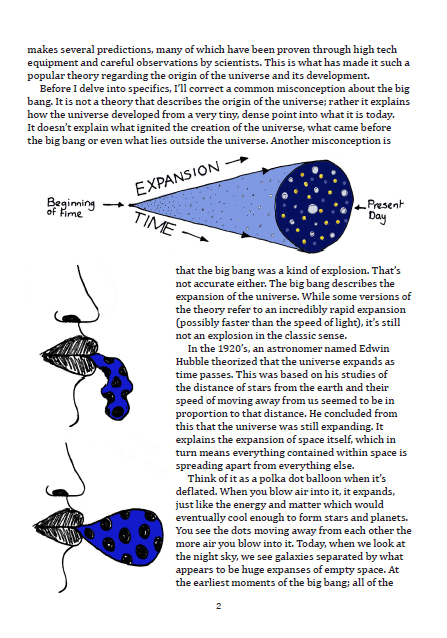 makes several predictions, many of which have been proven through high tech
equipment and careful observations by scientists. This is what has made it such a
popular theory regarding the origin of the universe and its development.
Before I delve into specifics, I'll correct a common misconception about the big
bang. It is not a theory that describes the origin of the universe; rather it explains
how the universe developed from a very tiny, dense point into what it is today.
It doesn't explain what ignited the creation of the universe, what came before
the big bang or even what lies outside the universe. Another misconception is
EXPANSION
Beginning
of time
TIME
Present
Day
that the big bang was a kind of explosion. That's
not accurate either. The big bang describes the
expansion of the universe. While some versions of
the theory refer to an incredibly rapid expansion
(possibly faster than the speed of light), it's still
not an explosion in the classic sense.
In the 1920's, an astronomer named Edwin
Hubble theorized that the universe expands as
time passes. This was based on his studies of
the distance of stars from the earth and their
speed of moving away from us seemed to be in
proportion to that distance. He concluded from
this that the universe was still expanding. It
explains the expansion of space itself, which in
turn means everything contained within space is
spreading apart from everything else.
Think of it as a polka dot balloon when it's
deflated. When you blow air into it, it expands,
just like the energy and matter which would
eventually cool enough to form stars and planets.
You see the dots moving away from each other the
more air you blow into it. Today, when we look at
the night sky, we see galaxies separated by what
appears to be huge expanses of empty space. At
the earliest moments of the big bang; all of the
2